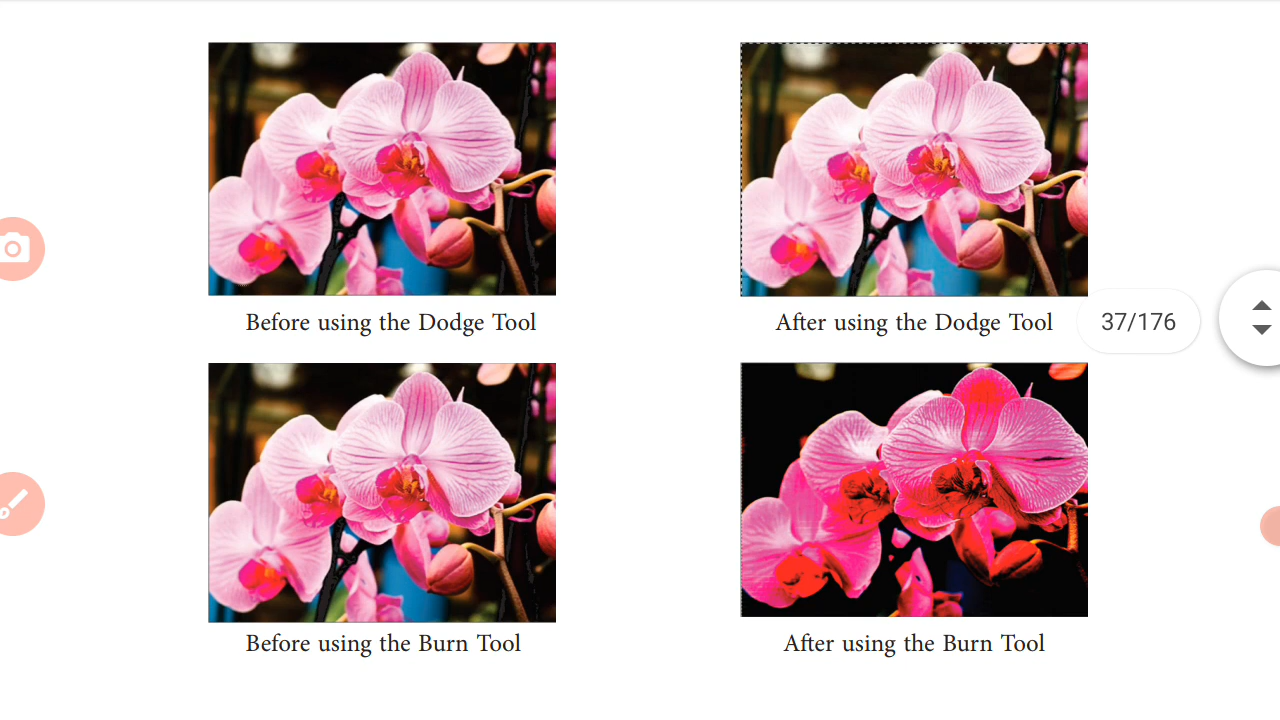 Before using the Dodge Tool
After using the Dodge Tool
37/176
Before using the Burn Tool
After using the Burn Tool